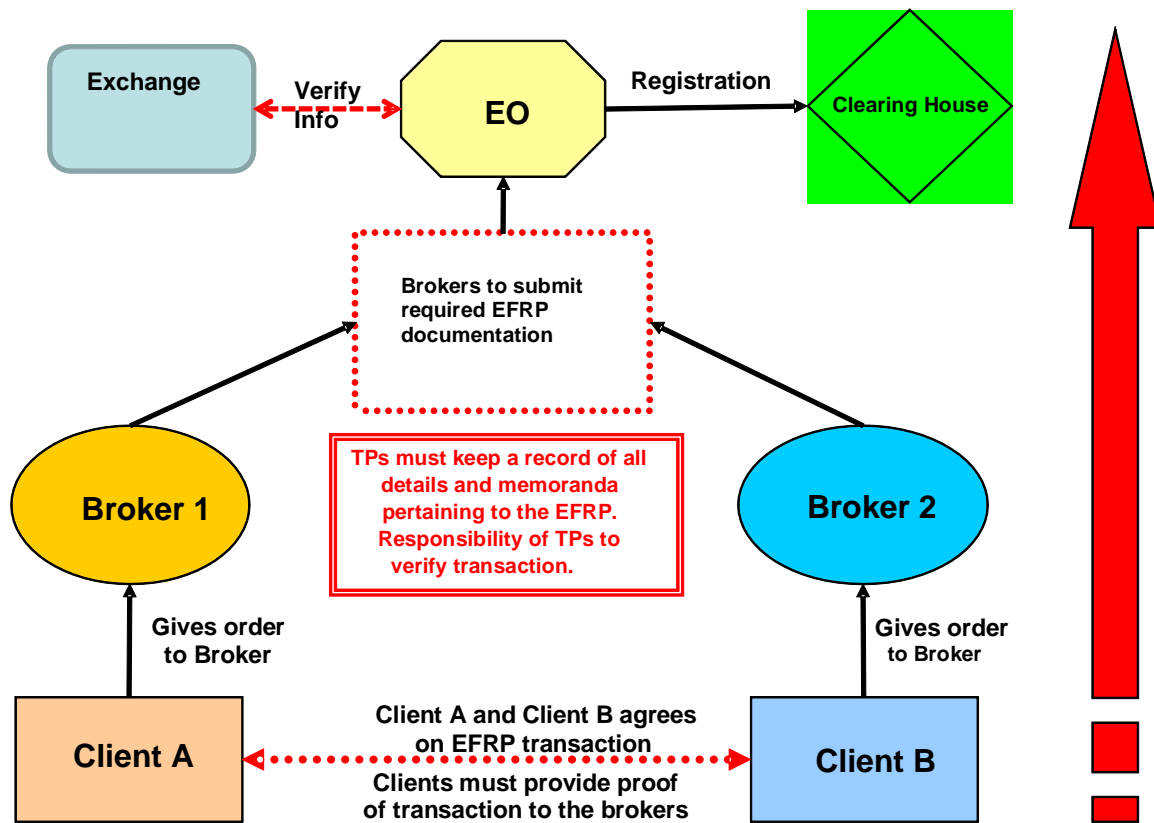 Exchange
Verify
Info
EO
Registration
Clearing House
Brokers to submit
required EFRP
documentation
TPs must keep a record of all
details and memoranda
pertaining to the EFRP.
Responsibility of TPs to
verify transaction.
Broker 1
Broker 2
Gives order
to Broker
Gives order
to Broker
Client A
Client A and Client B agrees
on EFRP transaction
Clients must provide proof
of transaction to the brokers
Client B